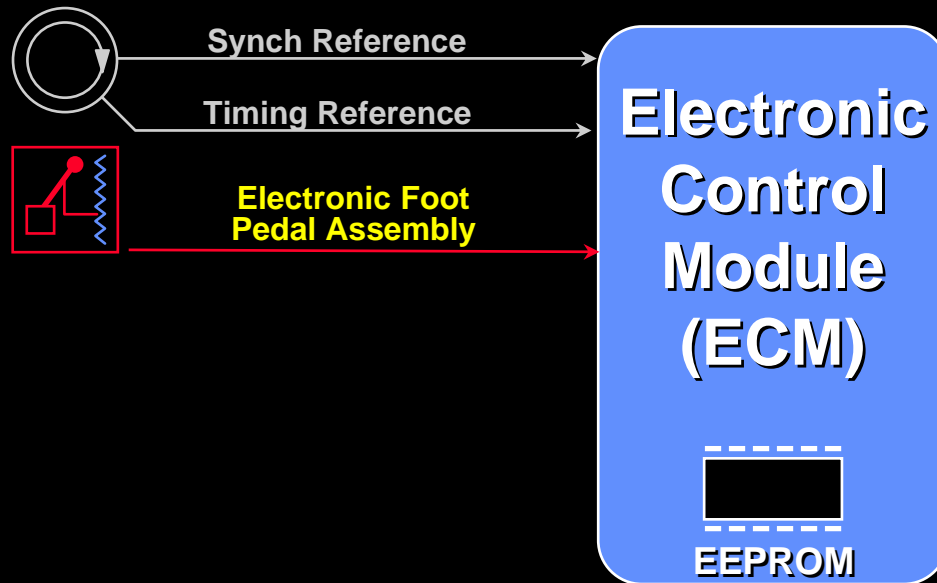 Synch Reference
Timing Reference
Electronic Foot
Pedal Assembly
Electronic
Control
Module
(ECM)
EEPROM